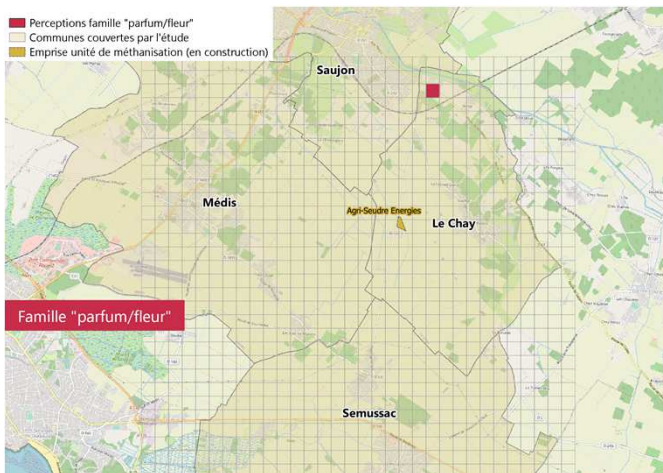 Perceptions famille "parfum/fleur"
Communes couvertes par l'étude
Emprise unité de méthanisation (en construction)
Saujon
Médis
Agri-Seudre Energies
Le Chay
Famille "parfum/fleur"
Semussac